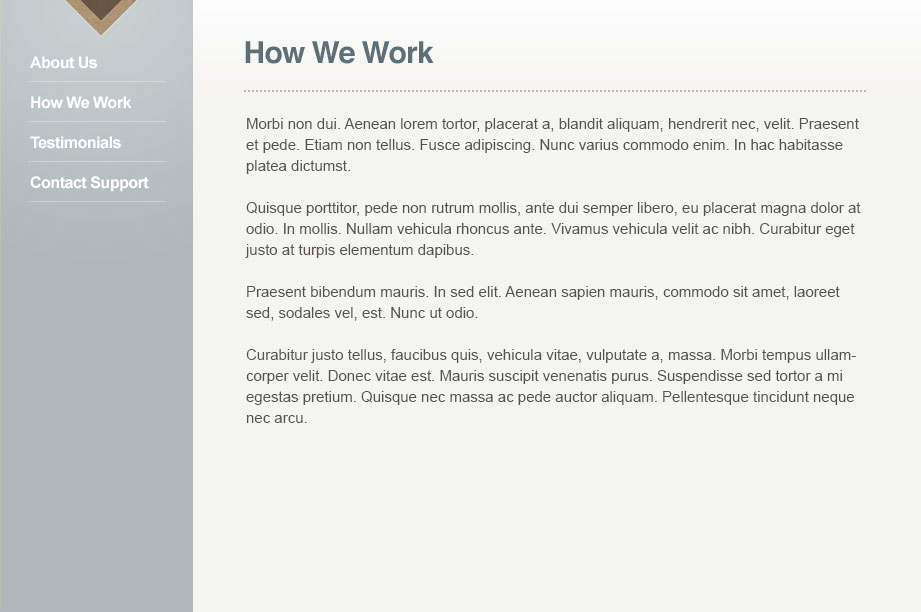 About Us
How We Work
Testimonials
Contact Support
How We Work
Morbi non dui. Aenean lorem tortor, placerat a, blandit aliquam, hendrerit nec, velit. Praesent
et pede. Etiam non tellus. Fusce adipiscing. Nunc varius commodo enim. In hac habitasse
platea dictumst.
Quisque porttitor, pede non rutrum mollis, ante dui semper libero, eu placerat magna dolor at
odio. In mollis. Nullam vehicula rhoncus ante. Vivamus vehicula velit ac nibh. Curabitur eget
justo at turpis elementum dapibus.
Praesent bibendum mauris. In sed elit. Aenean sapien mauris, commodo sit amet, laoreet
sed, sodales vel, est. Nunc ut odio.
Curabitur justo tellus, faucibus quis, vehicula vitae, vulputate a, massa. Morbi tempus ullam-
corper velit. Donec vitae est. Mauris suscipit venenatis purus. Suspendisse sed tortor a mi
egestas pretium. Quisque nec massa ac pede auctor aliquam. Pellentesque tincidunt neque
nec arcu.